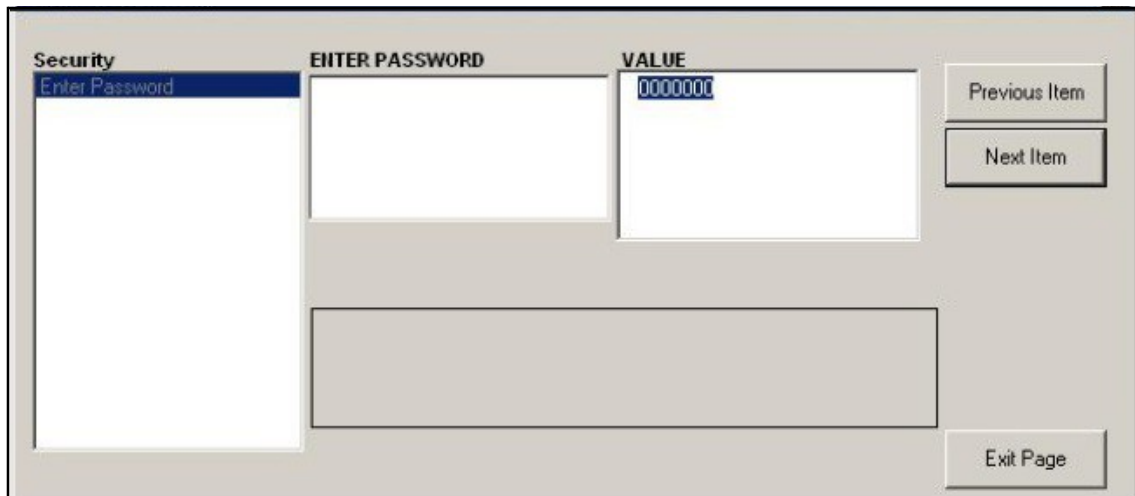 Security
Enter Password
ENTER PASSWORD
VALUE
0000000
Previous Item
Next Item
Exit Page